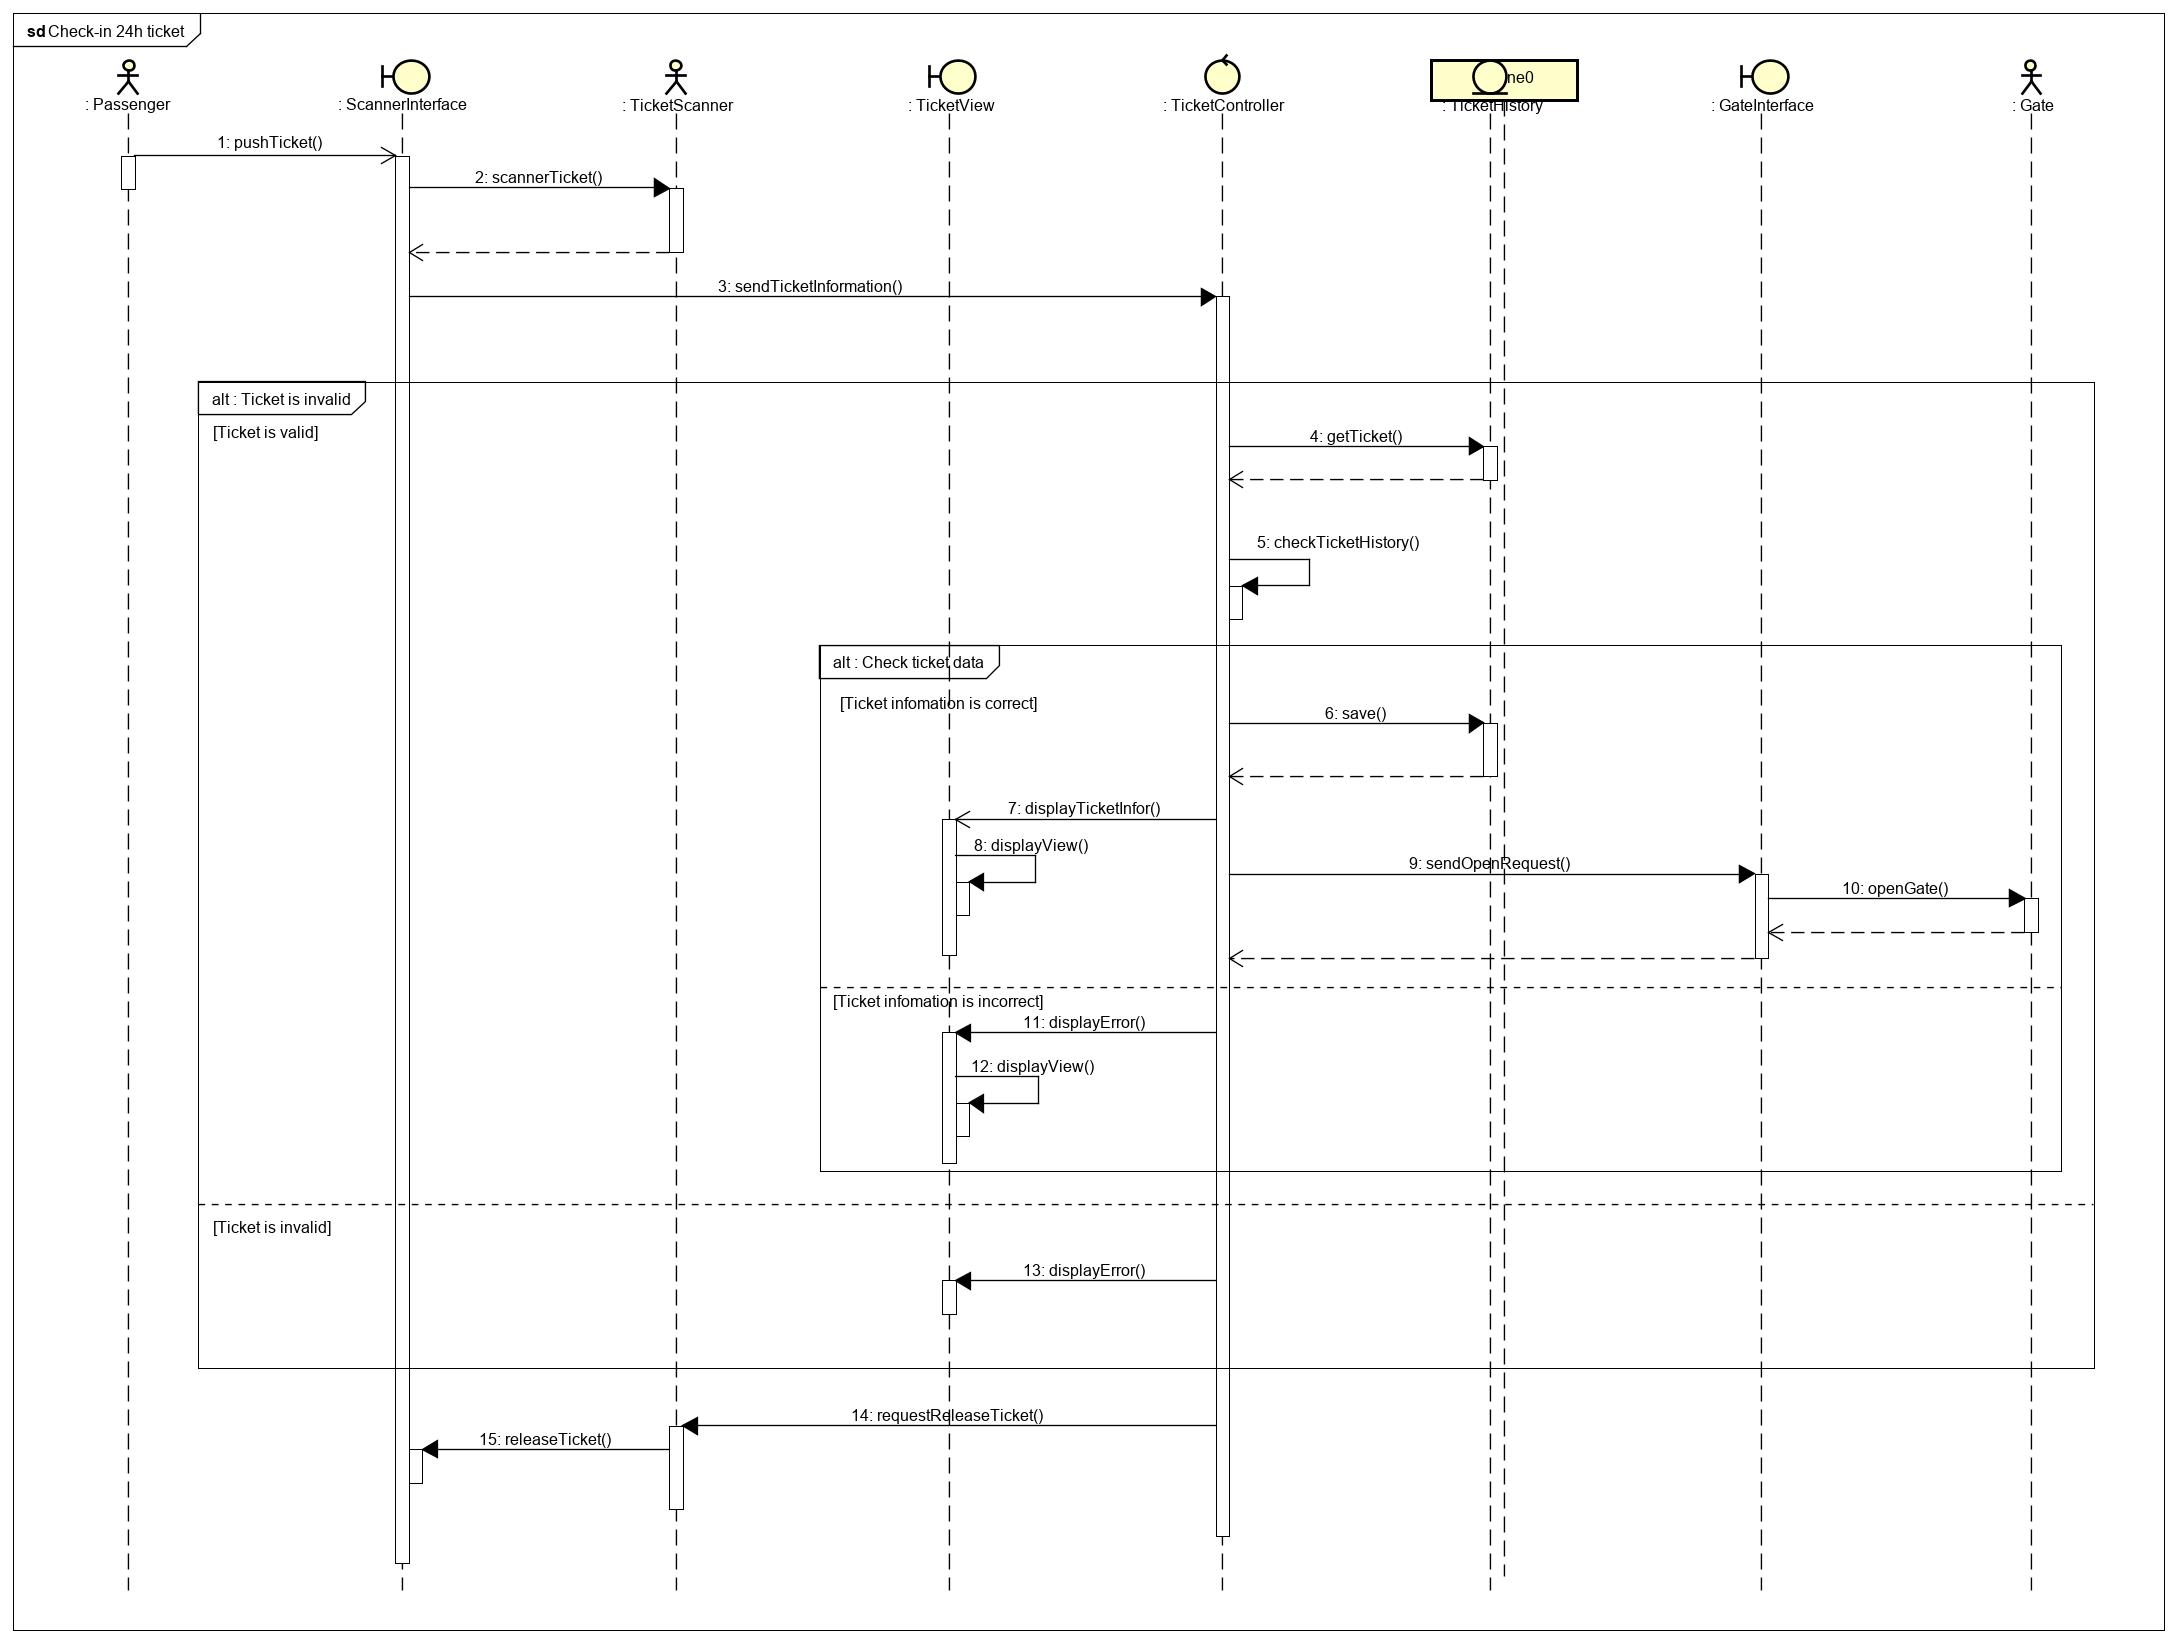 sd Check-in 24h ticket
: Passenger
: ScannerInterface
: TicketScanner
: TicketView
: TicketController
ne0
: TicketHistory
: GateInterface
: Gate
1: pushTicket()
2: scannerTicket()
3: sendTicketInformation()
alt : Ticket is invalid
[Ticket is valid]
4: getTicket()
5: checkTicketHistory()
alt : Check ticket data
[Ticket infomation is correct]
6: save()
7: displayTicketInfor()
8: displayView()
9: sendOpenRequest()
10: openGate()
[Ticket infomation is incorrect]
11: displayError()
12: displayView()
[Ticket is invalid]
13: displayError()
14: requestReleaseTicket()
15: releaseTicket()